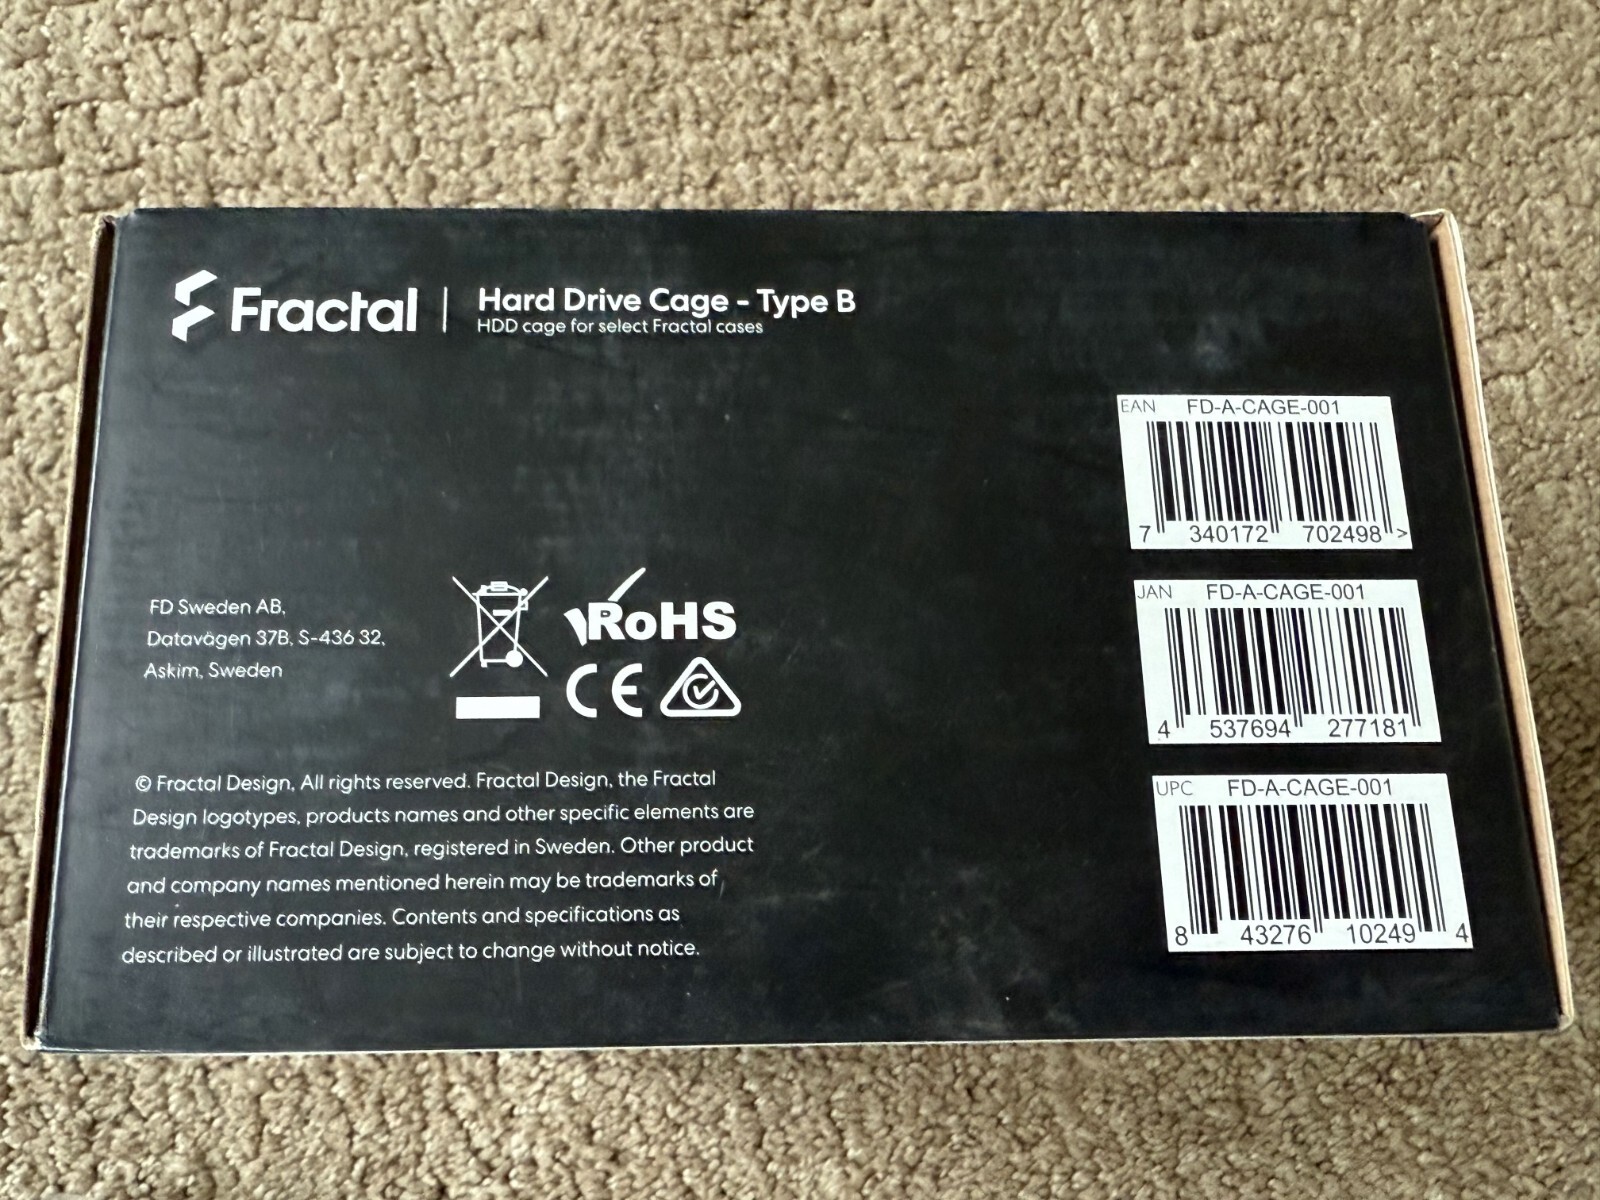 Fractal
Hard Drive Cage - Type B
HDD cage for select Fractal cases
EAN FD-A-CAGE-001
7 340172 702498 >
JAN FD-A-CAGE-001
4 537694 277181
UPC FD-A-CAGE-001
8 43276 10249 4
FD Sweden AB,
Datavägen 37B, S-436 32,
Askim, Sweden
RoHS
CE
© Fractal Design, All rights reserved. Fractal Design, the Fractal
Design logotypes, products names and other specific elements are
trademarks of Fractal Design, registered in Sweden. Other product
and company names mentioned herein may be trademarks of
their respective companies. Contents and specifications as
described or illustrated are subject to change without notice.